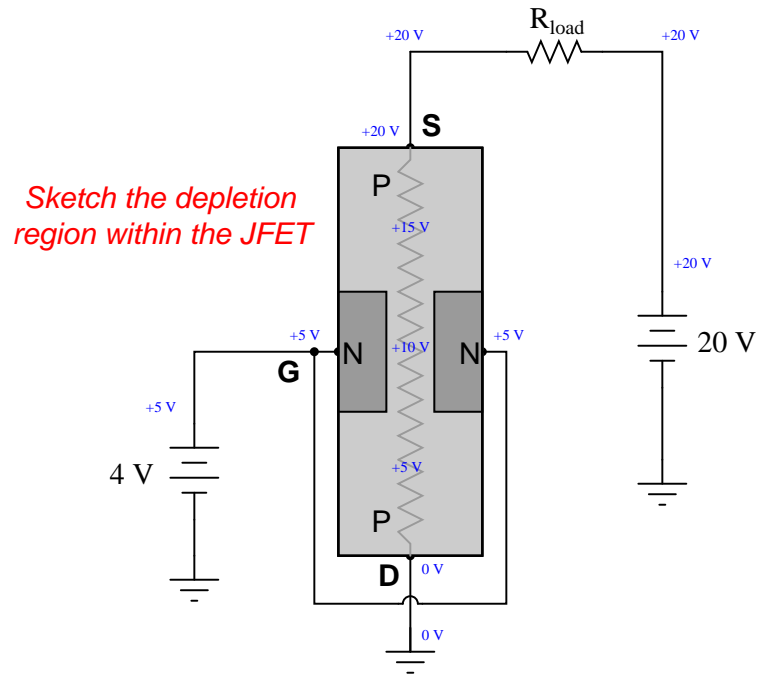 R_load
+20 V
+20 V
+20 V
S
P
Sketch the depletion
region within the JFET
+15 V
+20 V
+5 V
+5 V
N
+10 V
N
20 V
G
+5 V
4 V
+5 V
P
D
0 V
0 V